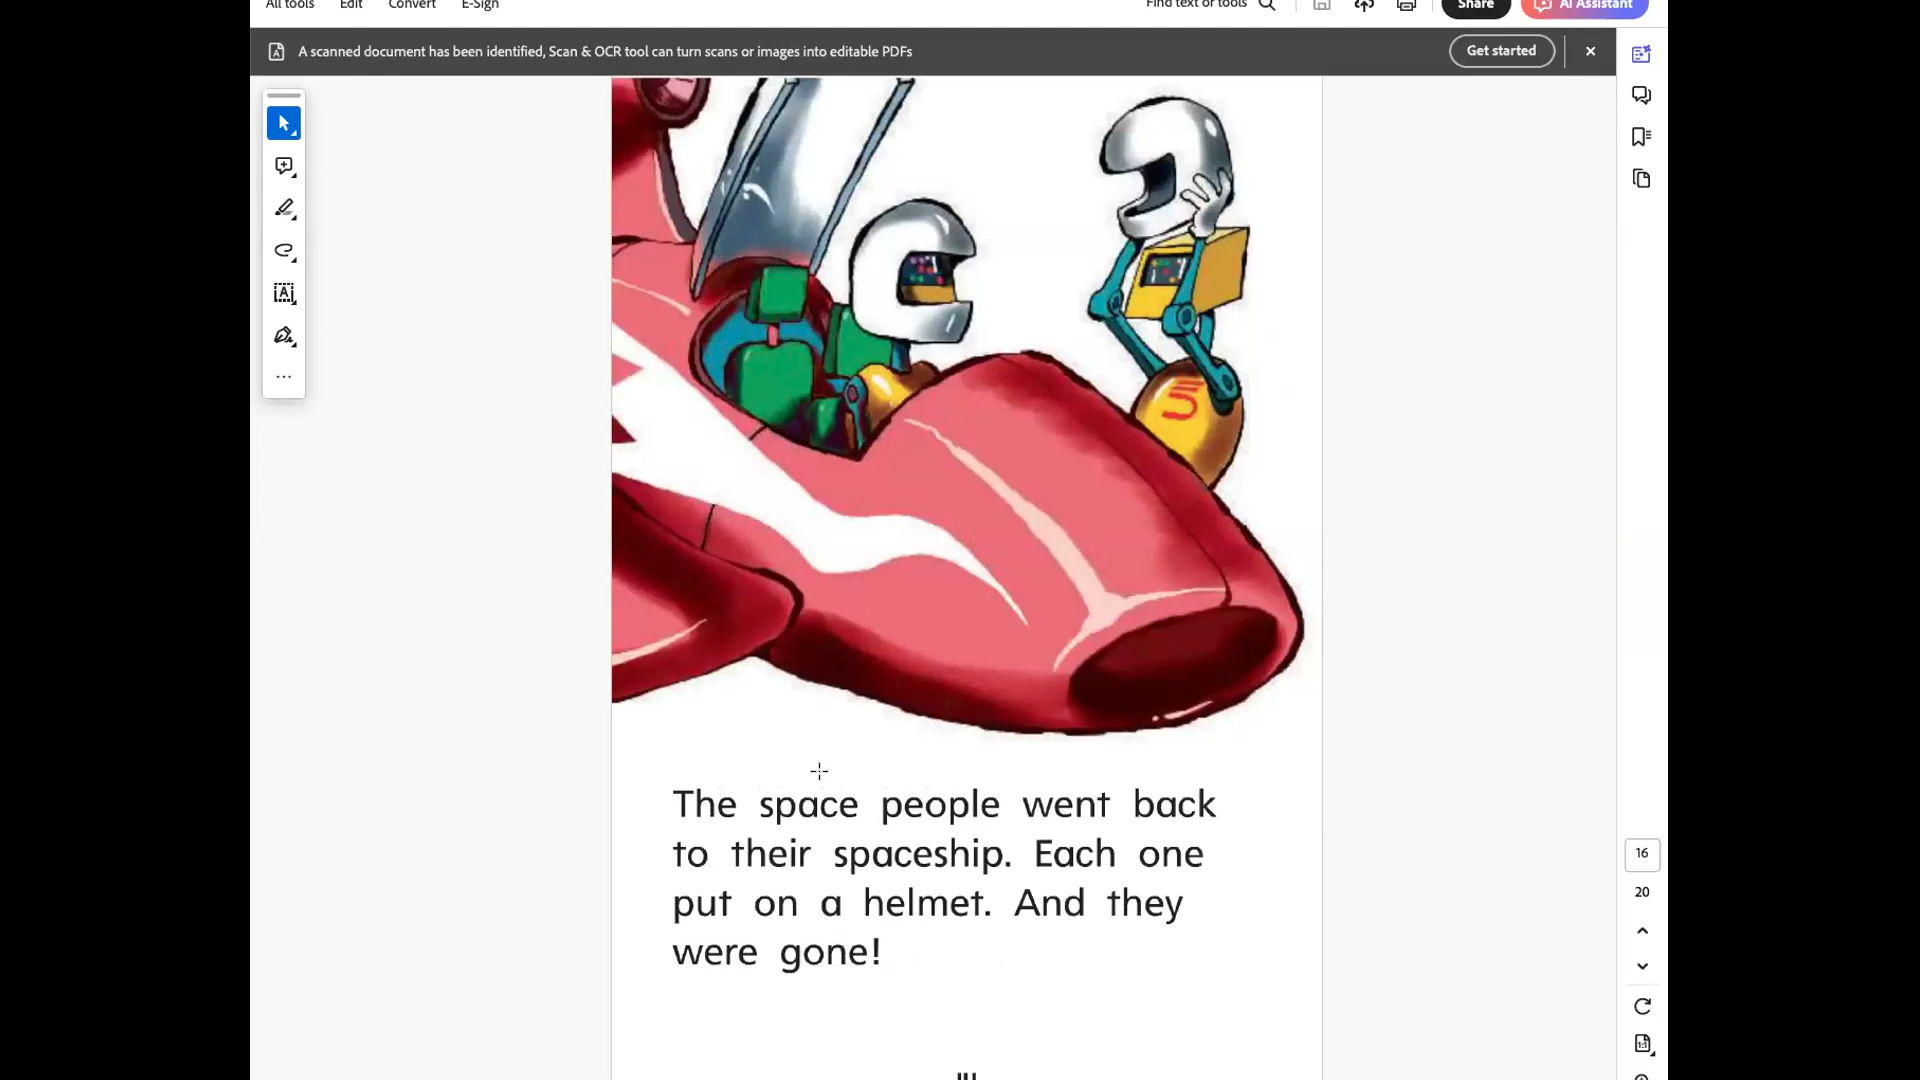 All tools Edit Convert E-Sign
Find text or tools
Share
AI Assistant
A scanned document has been identified, Scan & OCR tool can turn scans or images into editable PDFs
Get started
The space people went back
to their spaceship. Each one
put on a helmet. And they
were gone!
16
20